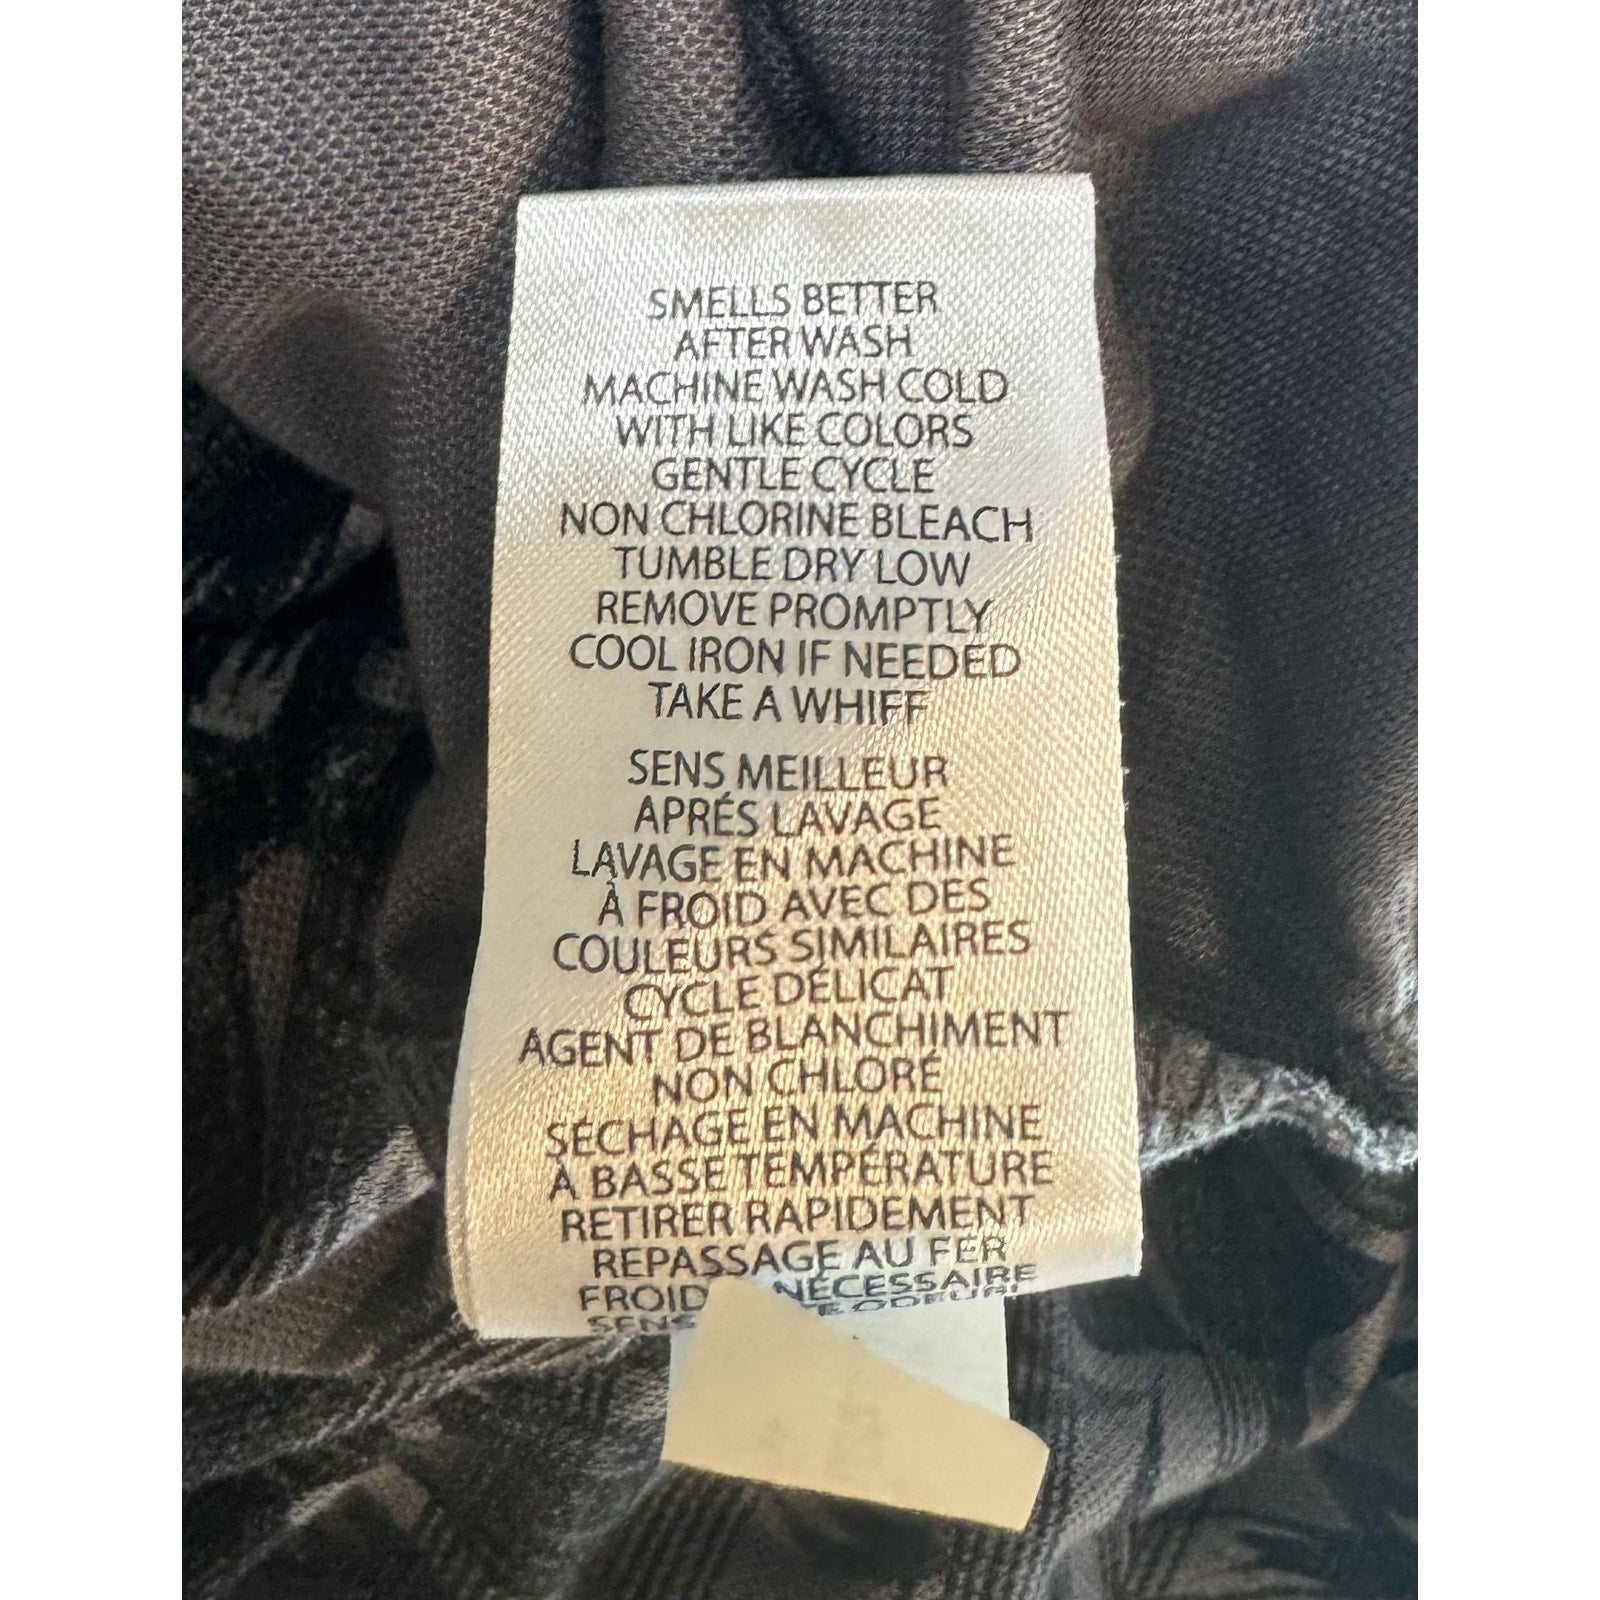 SMELLS BETTER
AFTER WASH
MACHINE WASH COLD
WITH LIKE COLORS
GENTLE CYCLE
NON CHLORINE BLEACH
TUMBLE DRY LOW
REMOVE PROMPTLY
COOL IRON IF NEEDED
TAKE A WHIFF
SENS MEILLEUR
APRÉS LAVAGE
LAVAGE EN MACHINE
À FROID AVEC DES
COULEURS SIMILAIRES
CYCLE DÉLICAT
AGENT DE BLANCHIMENT
NON CHLORÉ
SÉCHAGE EN MACHINE
À BASSE TEMPÉRATURE
RETIRER RAPIDEMENT
REPASSAGE AU FER
FROID NÉCESSAIRE
SENS ODEUR!